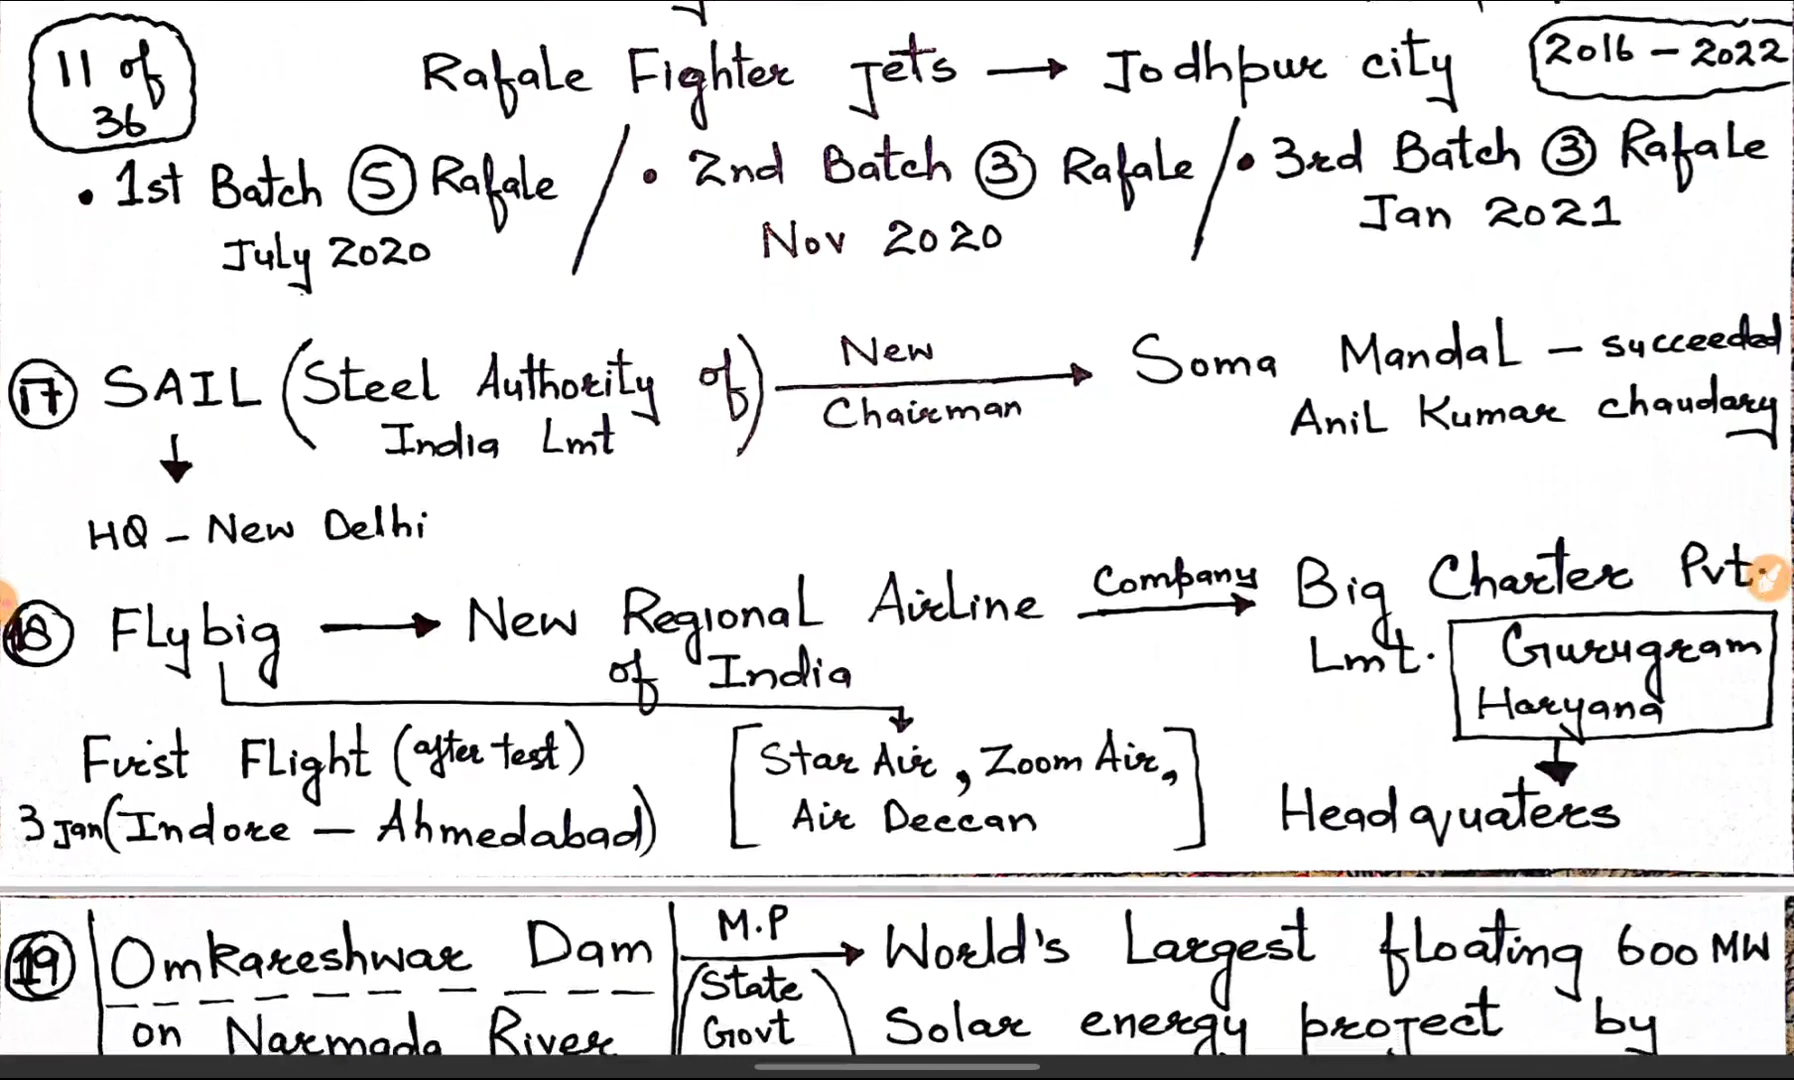 11 of 36
Rafale Fighter Jets → Jodhpur city
2016 - 2022
• 1st Batch ⑤ Rafale / • 2nd Batch ③ Rafale / • 3rd Batch ③ Rafale
July 2020
Nov 2020
Jan 2021
⑰ SAIL (Steel Authority of) New → Soma Mandal - succeeded
India Lmt
Chairman
Anil Kumar chaudary
↓
HQ - New Delhi
⑱ Flybig → New Regional Airline Company → Big Charter Pvt.
of India
Lmt.
Gurugram
Haryana
First Flight (after test)
[Star Air, Zoom Air,
3 Jan (Indore - Ahmedabad)
Air Deccan]
Headquaters
⑲ Omkareshwar Dam M.P → World's Largest floating 600 MW
on Narmada River (State Govt) Solar energy project by